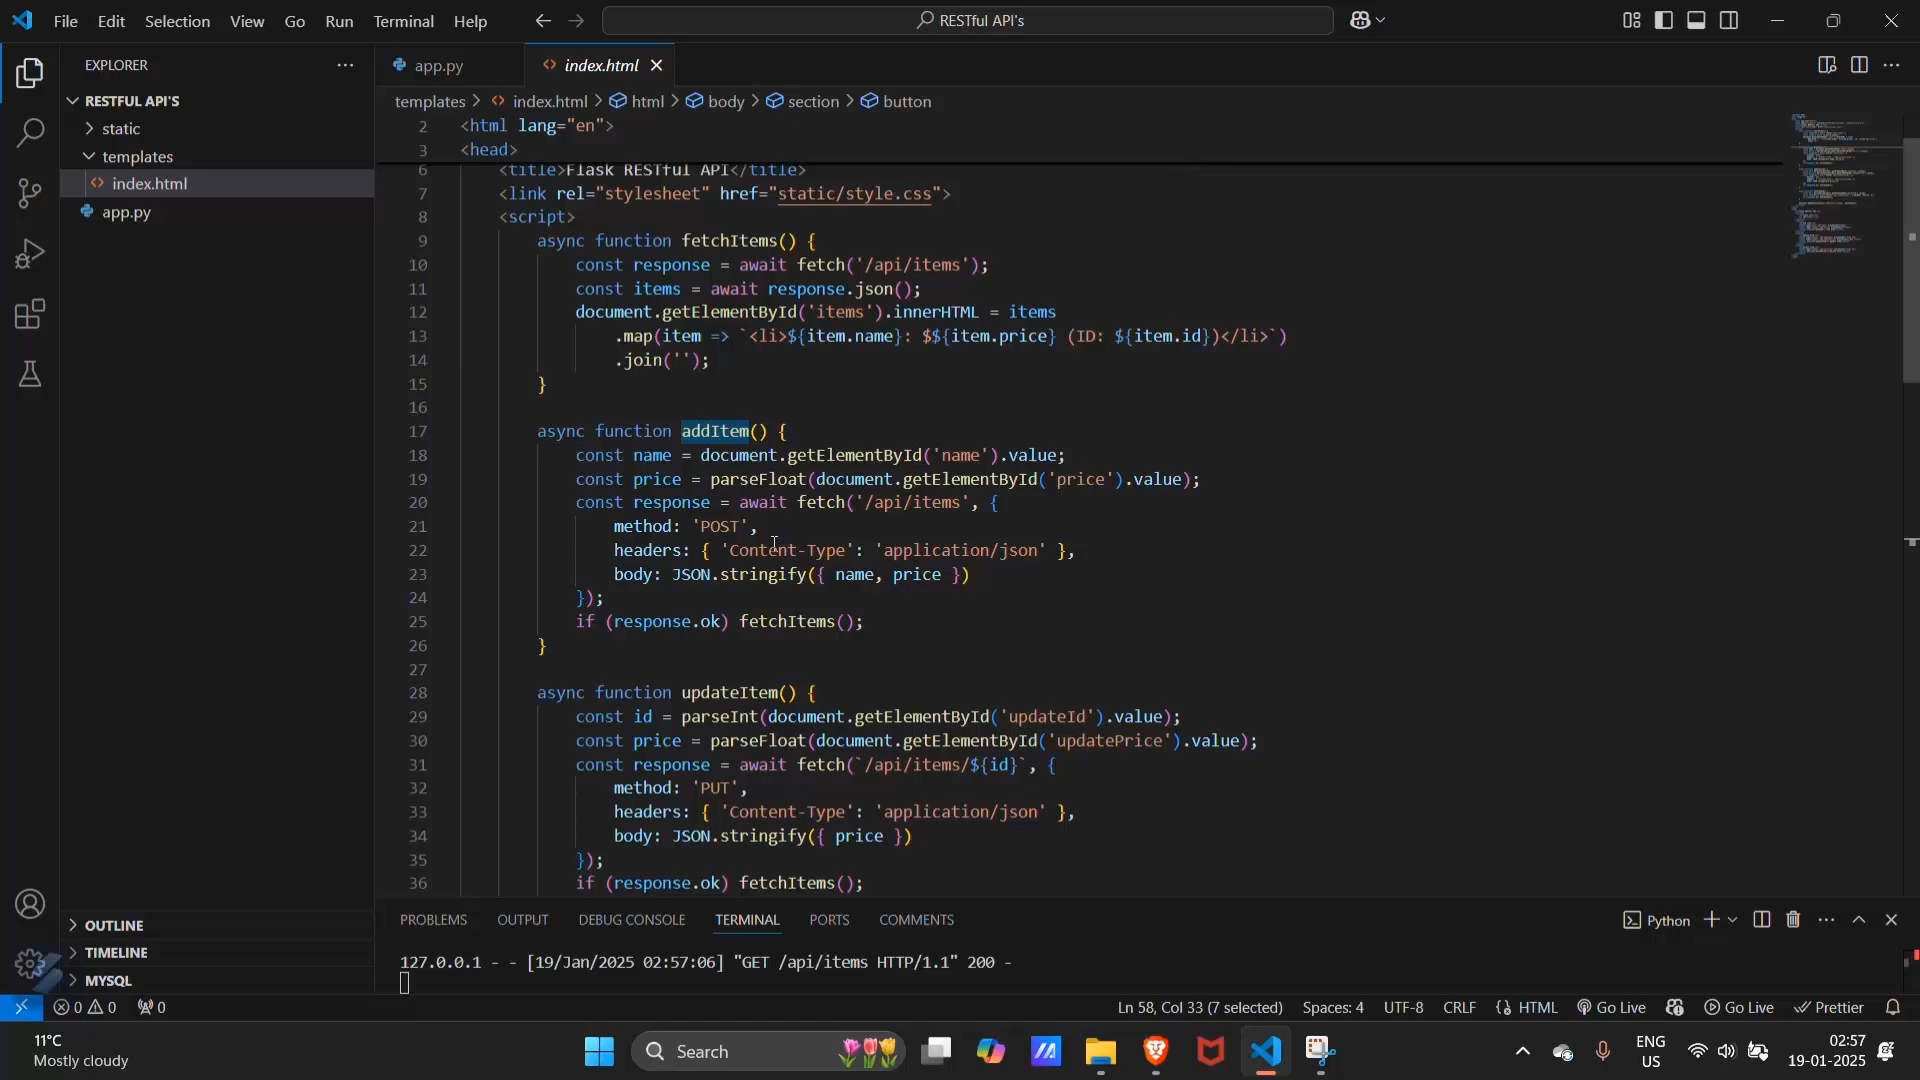 File Edit Selection View Go Run Terminal Help
RESTful API's
EXPLORER
RESTFUL API'S
static
templates
index.html
app.py
OUTLINE
TIMELINE
MYSQL
app.py
index.html
templates > index.html > html > body > section > button
2 <html lang="en">
3 <head>
6 <title>Flask RESTful API</title>
7 <link rel="stylesheet" href="static/style.css">
8 <script>
9 async function fetchItems() {
10 const response = await fetch('/api/items');
11 const items = await response.json();
12 document.getElementById('items').innerHTML = items
13 .map(item => `<li>${item.name}: $${item.price} (ID: ${item.id})</li>`)
14 .join('');
15 }
16
17 async function addItem() {
18 const name = document.getElementById('name').value;
19 const price = parseFloat(document.getElementById('price').value);
20 const response = await fetch('/api/items', {
21 method: 'POST',
22 headers: { 'Content-Type': 'application/json' },
23 body: JSON.stringify({ name, price })
24 });
25 if (response.ok) fetchItems();
26 }
27
28 async function updateItem() {
29 const id = parseInt(document.getElementById('updateId').value);
30 const price = parseFloat(document.getElementById('updatePrice').value);
31 const response = await fetch(`/api/items/${id}`, {
32 method: 'PUT',
33 headers: { 'Content-Type': 'application/json' },
34 body: JSON.stringify({ price })
35 });
36 if (response.ok) fetchItems();
PROBLEMS OUTPUT DEBUG CONSOLE TERMINAL PORTS COMMENTS
Python
127.0.0.1 - - [19/Jan/2025 02:57:06] "GET /api/items HTTP/1.1" 200 -
0 0 0
Ln 58, Col 33 (7 selected) Spaces: 4 UTF-8 CRLF HTML Go Live Go Live Prettier
11°C
Mostly cloudy
Search
ENG
US
02:57
19-01-2025